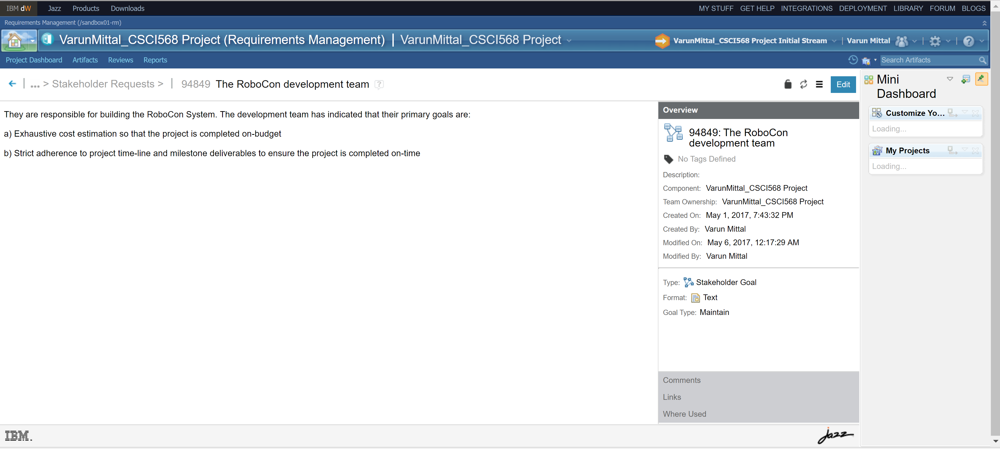 IBM dW Jazz Products Downloads MY STUFF GET HELP INTEGRATIONS DEPLOYMENT LIBRARY FORUM BLOGS
Requirements Management (/sandbox01-rm)
VarunMittal_CSCI568 Project (Requirements Management) | VarunMittal_CSCI568 Project VarunMittal_CSCI568 Project Initial Stream | Varun Mittal | |
Project Dashboard Artifacts Reviews Reports Search Artifacts
| ... > Stakeholder Requests > | 94849 The RoboCon development team Edit
They are responsible for building the RoboCon System. The development team has indicated that their primary goals are:
a) Exhaustive cost estimation so that the project is completed on-budget
b) Strict adherence to project time-line and milestone deliverables to ensure the project is completed on-time
Overview
94849: The RoboCon
development team
No Tags Defined
Description:
Component: VarunMittal_CSCI568 Project
Team Ownership: VarunMittal_CSCI568 Project
Created On: May 1, 2017, 7:43:32 PM
Created By: Varun Mittal
Modified On: May 6, 2017, 12:17:29 AM
Modified By: Varun Mittal
Type: Stakeholder Goal
Format: Text
Goal Type: Maintain
Comments
Links
Where Used
Mini
Dashboard
Customize Yo...
Loading...
My Projects
Loading...
IBM.
jazz